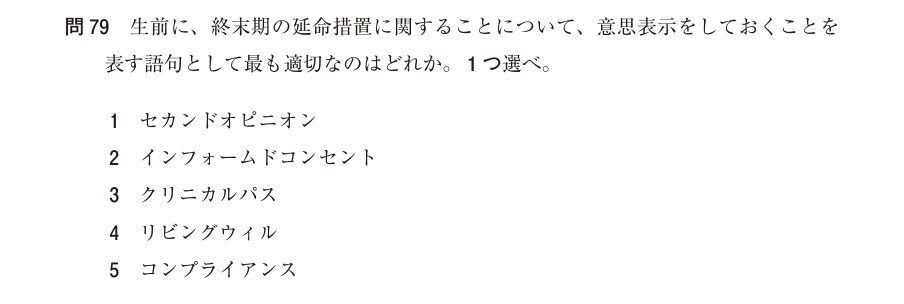 問79 生前に、終末期の延命措置に関することについて、意思表示をしておくことを
表す語句として最も適切なのはどれか。1つ選べ。
1 セカンドオピニオン
2 インフォームドコンセント
3 クリニカルパス
4 リビングウィル
5 コンプライアンス